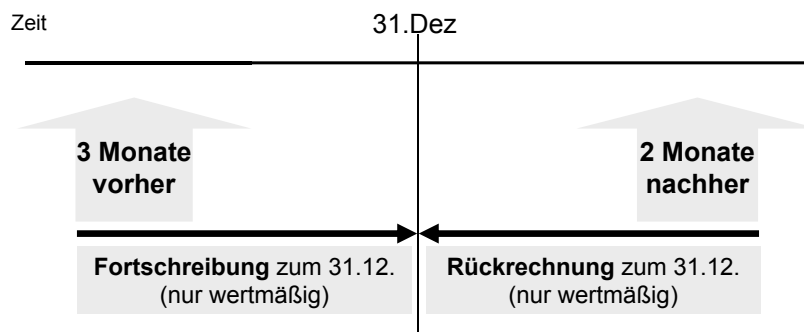 Zeit
31.Dez
3 Monate
vorher
2 Monate
nachher
Fortschreibung zum 31.12.
(nur wertmäßig)
Rückrechnung zum 31.12.
(nur wertmäßig)